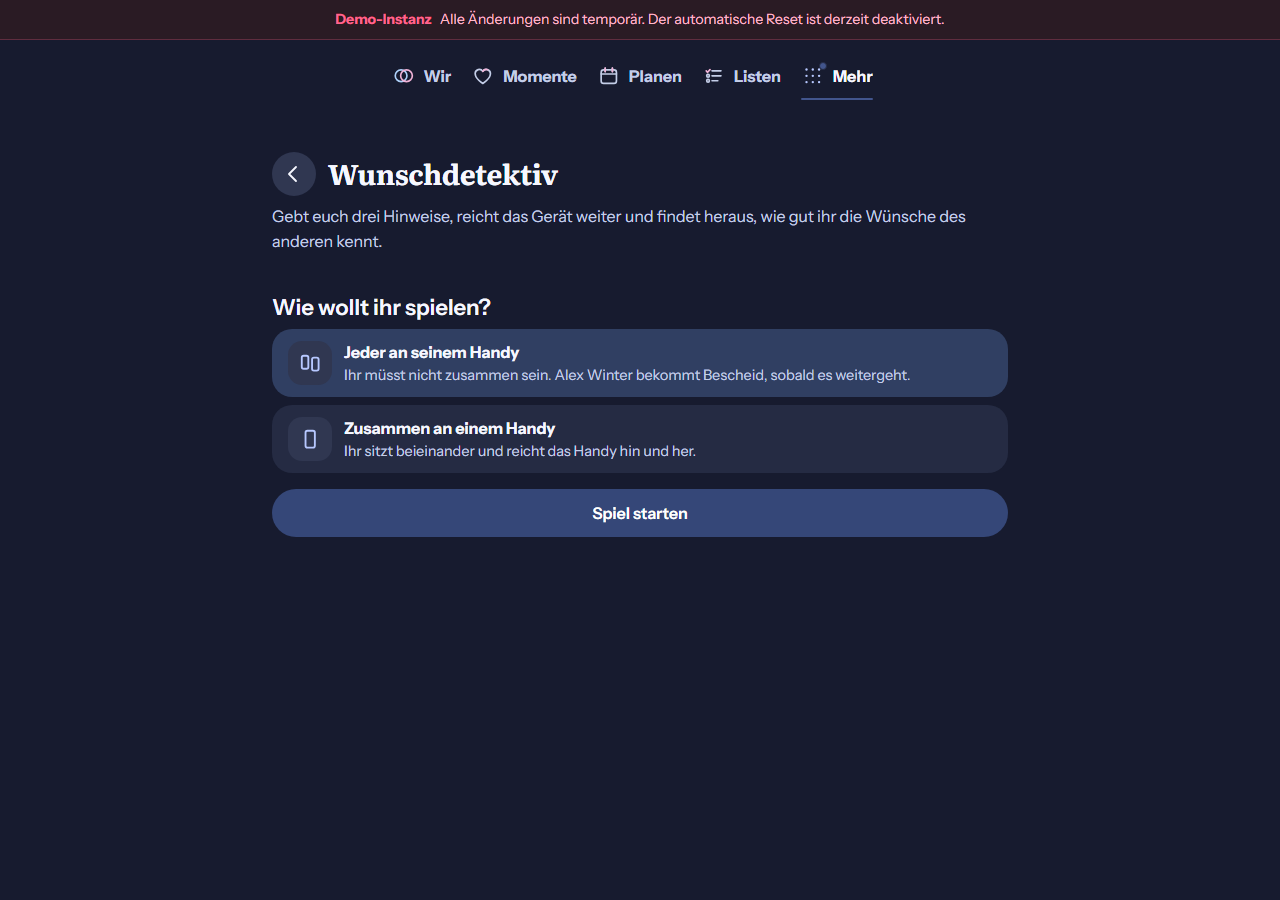 Demo-Instanz Alle Änderungen sind temporär. Der automatische Reset ist derzeit deaktiviert.
Wir Momente Planen Listen Mehr
Wunschdetektiv
Gebt euch drei Hinweise, reicht das Gerät weiter und findet heraus, wie gut ihr die Wünsche des
anderen kennt.
Wie wollt ihr spielen?
Jeder an seinem Handy
Ihr müsst nicht zusammen sein. Alex Winter bekommt Bescheid, sobald es weitergeht.
Zusammen an einem Handy
Ihr sitzt beieinander und reicht das Handy hin und her.
Spiel starten